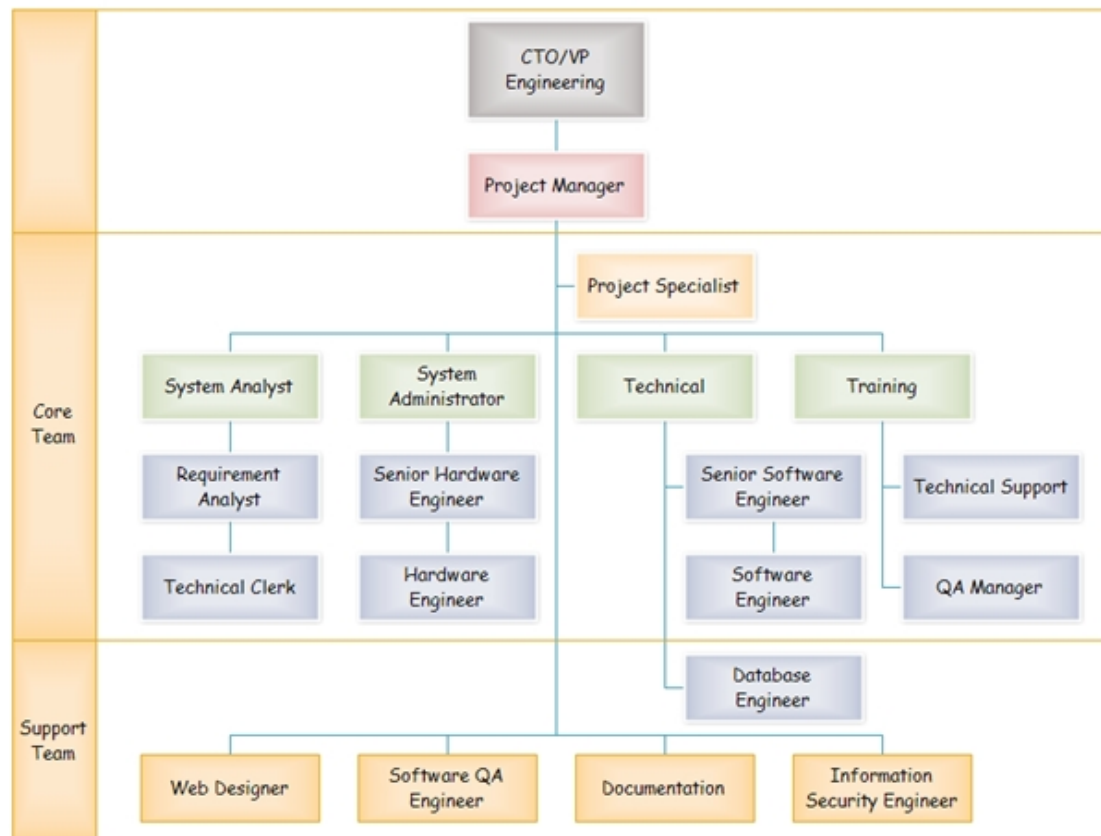 CTO/VP
Engineering
Project Manager
Core
Team
Project Specialist
System Analyst
System
Administrator
Technical
Training
Requirement
Analyst
Senior Hardware
Engineer
Senior Software
Engineer
Technical Support
Technical Clerk
Hardware
Engineer
Software
Engineer
QA Manager
Support
Team
Database
Engineer
Web Designer
Software QA
Engineer
Documentation
Information
Security Engineer